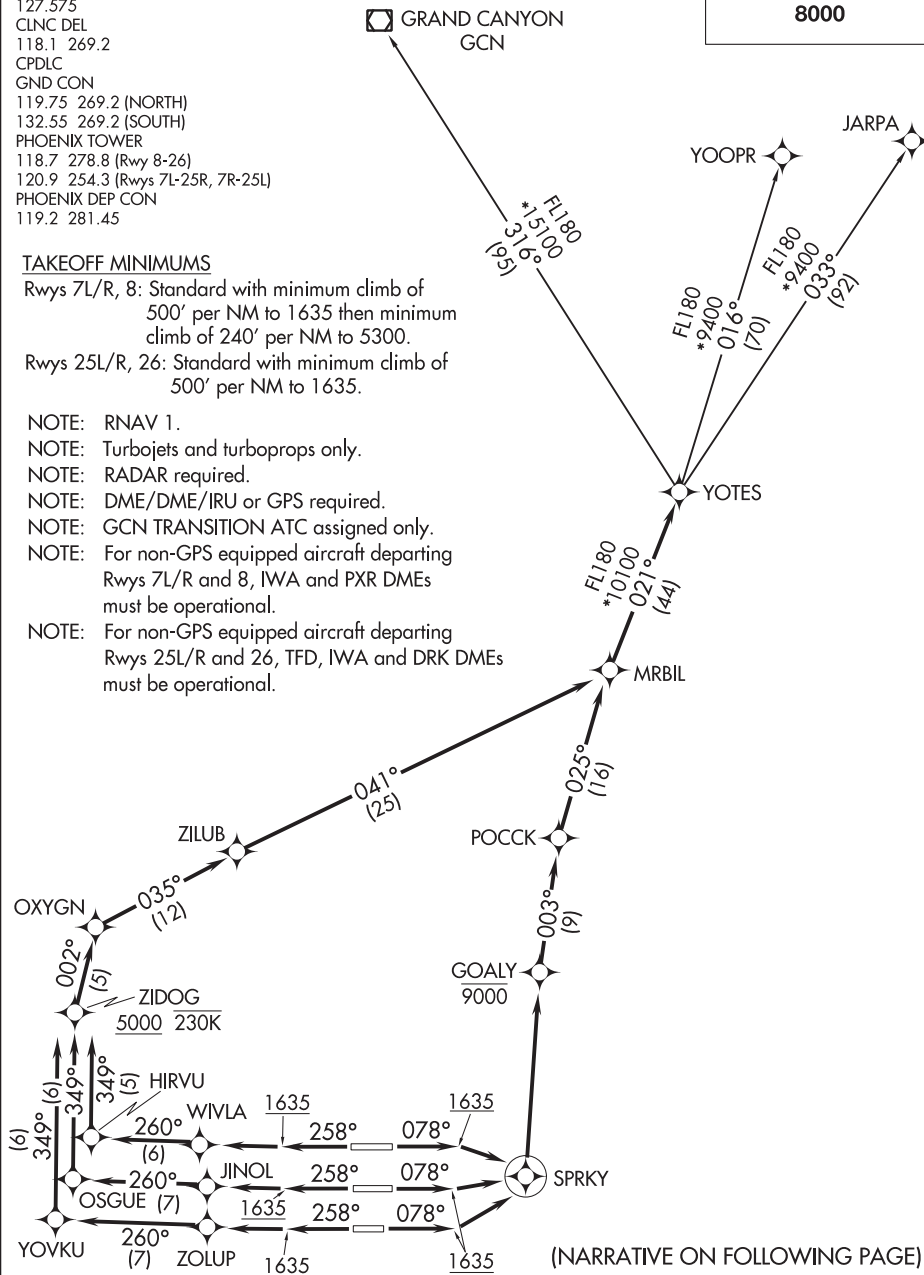 127.575
CLNC DEL
118.1 269.2
CPDLC
GND CON
119.75 269.2 (NORTH)
132.55 269.2 (SOUTH)
PHOENIX TOWER
118.7 278.8 (Rwy 8-26)
120.9 254.3 (Rwys 7L-25R, 7R-25L)
PHOENIX DEP CON
119.2 281.45
GRAND CANYON
GCN
8000
JARPA
YOOPR
FL180
*15100
316°
(95)
FL180
*9400
016°
(70)
FL180
*9400
033°
(92)
TAKEOFF MINIMUMS
Rwys 7L/R, 8: Standard with minimum climb of
500' per NM to 1635 then minimum
climb of 240' per NM to 5300.
Rwys 25L/R, 26: Standard with minimum climb of
500' per NM to 1635.
NOTE: RNAV 1.
NOTE: Turbojets and turboprops only.
NOTE: RADAR required.
NOTE: DME/DME/IRU or GPS required.
NOTE: GCN TRANSITION ATC assigned only.
NOTE: For non-GPS equipped aircraft departing
Rwys 7L/R and 8, IWA and PXR DMEs
must be operational.
NOTE: For non-GPS equipped aircraft departing
Rwys 25L/R and 26, TFD, IWA and DRK DMEs
must be operational.
YOTES
FL180
*10100
021°
(44)
MRBIL
041°
(25)
025°
(16)
ZILUB
POCCK
035°
(12)
OXYGN
003°
(9)
002°
(5)
GOALY
9000
ZIDOG
5000 230K
349°
(6)
349°
(6)
349°
(5)
HIRVU
WIVLA
260°
(6)
1635
258°
078°
1635
JINOL
260°
OSGUE (7)
1635
258°
078°
SPRKY
YOVKU
260°
(7)
ZOLUP
1635
258°
078°
1635
(NARRATIVE ON FOLLOWING PAGE)